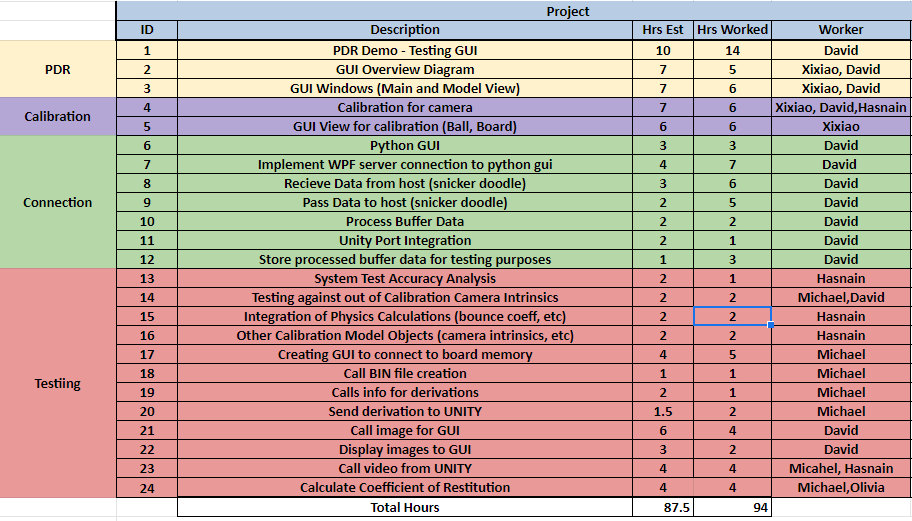 Project
ID Description Hrs Est Hrs Worked Worker
PDR
1 PDR Demo - Testing GUI 10 14 David
2 GUI Overview Diagram 7 5 Xixiao, David
3 GUI Windows (Main and Model View) 7 6 Xixiao, David
Calibration
4 Calibration for camera 7 6 Xixiao, David,Hasnain
5 GUI View for calibration (Ball, Board) 6 6 Xixiao
Connection
6 Python GUI 3 3 David
7 Implement WPF server connection to python gui 4 7 David
8 Recieve Data from host (snicker doodle) 3 6 David
9 Pass Data to host (snicker doodle) 2 5 David
10 Process Buffer Data 2 2 David
11 Unity Port Integration 2 1 David
12 Store processed buffer data for testing purposes 1 3 David
Testiing
13 System Test Accuracy Analysis 2 1 Hasnain
14 Testing against out of Calibration Camera Intrinsics 2 2 Michael,David
15 Integration of Physics Calculations (bounce coeff, etc) 2 2 Hasnain
16 Other Calibration Model Objects (camera intrinsics, etc) 2 2 Hasnain
17 Creating GUI to connect to board memory 4 5 Michael
18 Call BIN file creation 1 1 Michael
19 Calls info for derivations 2 1 Michael
20 Send derivation to UNITY 1.5 2 Michael
21 Call image for GUI 6 4 David
22 Display images to GUI 3 2 David
23 Call video from UNITY 4 4 Micahel, Hasnain
24 Calculate Coefficient of Restitution 4 4 Michael,Olivia
Total Hours 87.5 94